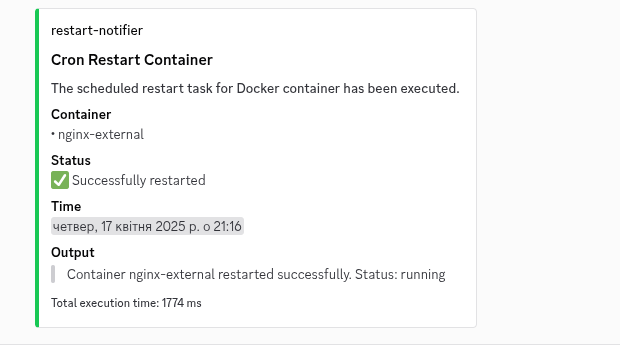 restart-notifier
Cron Restart Container
The scheduled restart task for Docker container has been executed.
Container
• nginx-external
Status
✅ Successfully restarted
Time
четвер, 17 квітня 2025 р. о 21:16
Output
Container nginx-external restarted successfully. Status: running
Total execution time: 1774 ms